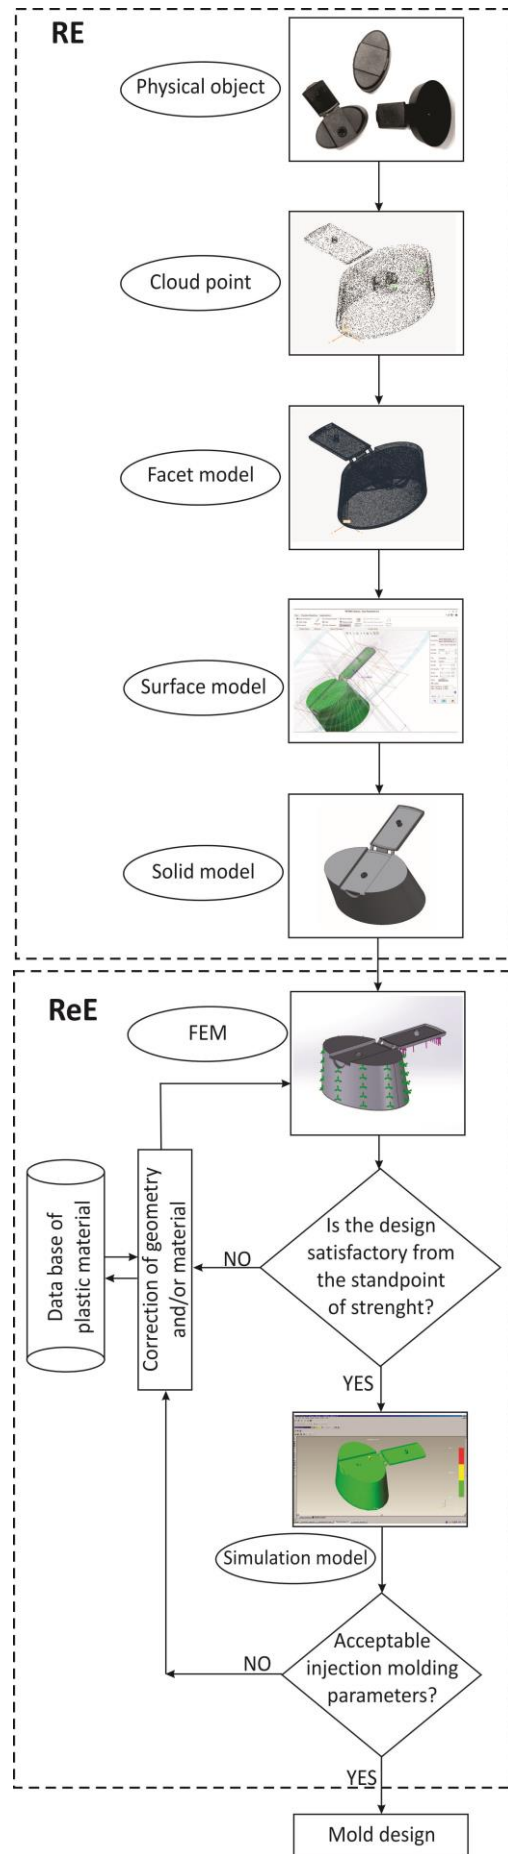 RE
Physical object
Cloud point
Facet model
Surface model
Solid model
ReE
FEM
Data base of
plastic material
Correction of geometry
and/or material
NO
Is the design
satisfactory from
the standpoint
of strenght?
YES
Simulation model
NO
Acceptable
injection molding
parameters?
YES
Mold design